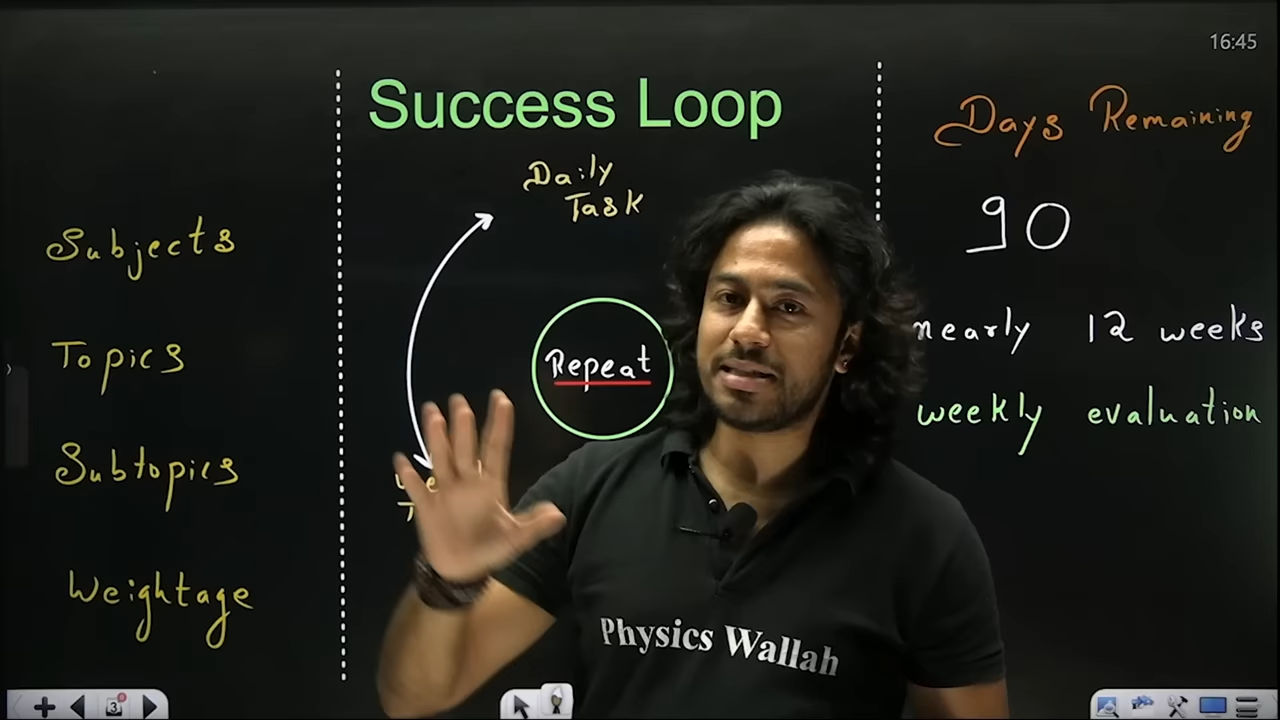 16:45
Success Loop
Days Remaining
Daily
Task
90
Subjects
nearly 12 weeks
Topics
Repeat
weekly evaluation
Subtopics
Weightage
Physics Wallah
3